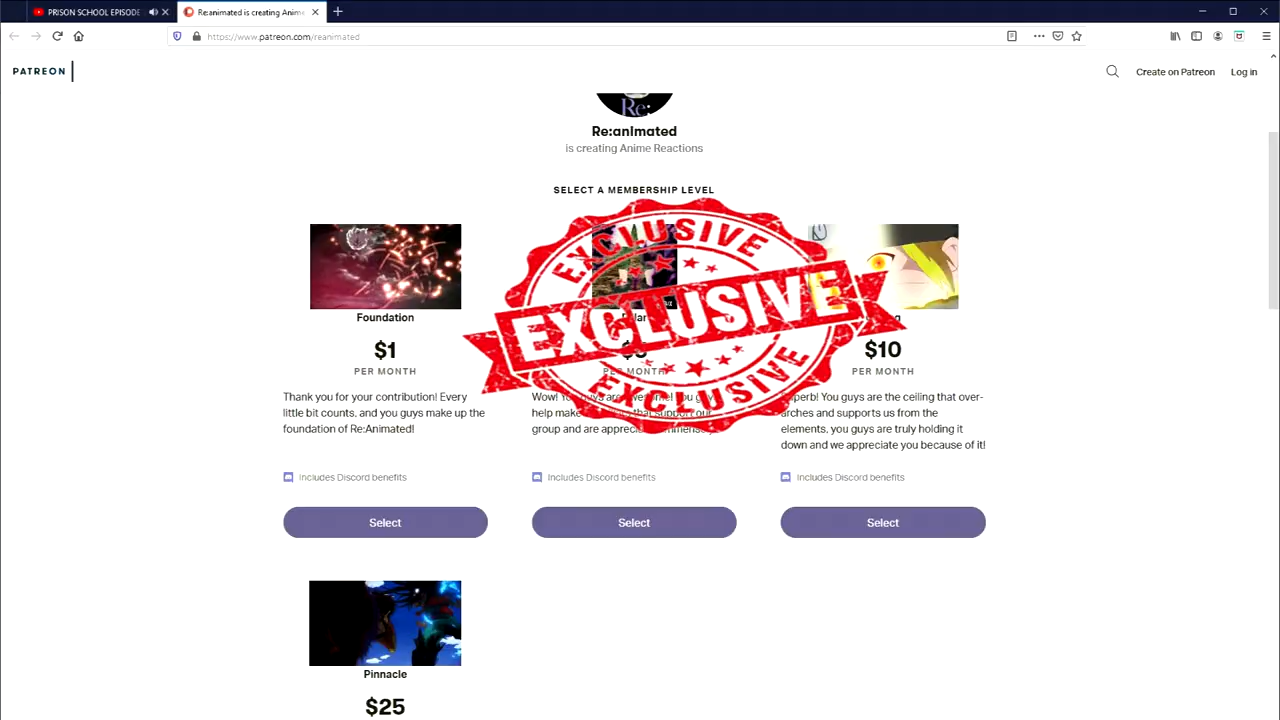 PRISON SCHOOL EPISODE
Re:animated is creating Anime
https://www.patreon.com/reanimated
PATREON
Create on Patreon
Log in
Re:
Re:anImated
is creating Anime Reactions
SELECT A MEMBERSHIP LEVEL
EXCLUSIVE
EXCLUSIVE
EXCLUSIVE
Foundation
$1
PER MONTH
Thank you for your contribution! Every
little bit counts, and you guys make up the
foundation of Re:Animated!
Includes Discord benefits
Select
PER MONTH
Wow! You guys are awesome! You guys
help make
that support our
group and are
Includes Discord benefits
Select
$10
PER MONTH
Superb! You guys are the ceiling that over-
arches and supports us from the
elements, you guys are truly holding it
down and we appreciate you because of it!
Includes Discord benefits
Select
Pinnacle
$25